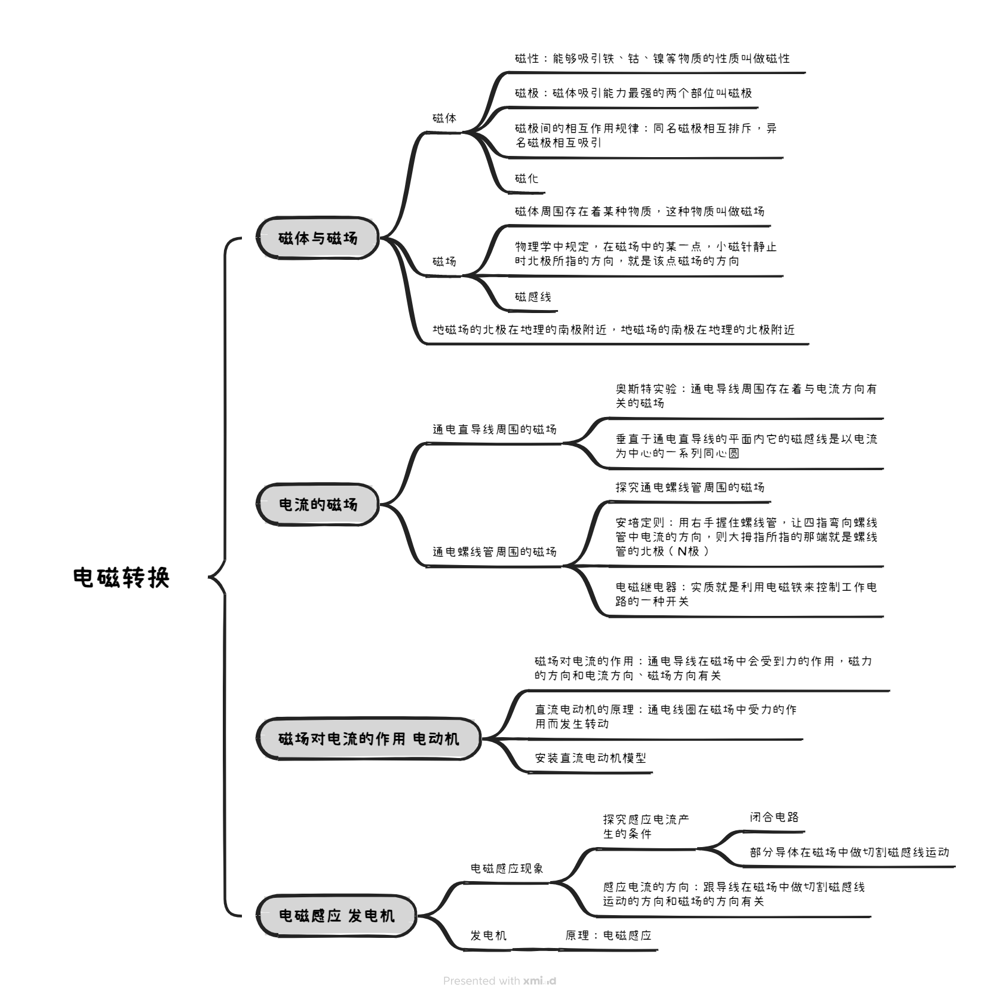 电磁转换
磁体与磁场
磁体
磁性：能够吸引铁、钴、镍等物质的性质叫做磁性
磁极：磁体吸引能力最强的两个部位叫磁极
磁极间的相互作用规律：同名磁极相互排斥，异
名磁极相互吸引
磁化
磁场
磁体周围存在着某种物质，这种物质叫做磁场
物理学中规定，在磁场中的某一点，小磁针静止
时北极所指的方向，就是该点磁场的方向
磁感线
地磁场的北极在地理的南极附近，地磁场的南极在地理的北极附近
电流的磁场
通电直导线周围的磁场
奥斯特实验：通电导线周围存在着与电流方向有
关的磁场
垂直于通电直导线的平面内它的磁感线是以电流
为中心的一系列同心圆
通电螺线管周围的磁场
探究通电螺线管周围的磁场
安培定则：用右手握住螺线管，让四指弯向螺线
管中电流的方向，则大拇指所指的那端就是螺线
管的北极（N极）
电磁继电器：实质就是利用电磁铁来控制工作电
路的一种开关
磁场对电流的作用 电动机
磁场对电流的作用：通电导线在磁场中会受到力的作用，磁力
的方向和电流方向、磁场方向有关
直流电动机的原理：通电线圈在磁场中受力的作
用而发生转动
安装直流电动机模型
电磁感应 发电机
电磁感应现象
探究感应电流产
生的条件
闭合电路
部分导体在磁场中做切割磁感线运动
感应电流的方向：跟导线在磁场中做切割磁感线
运动的方向和磁场的方向有关
发电机
原理：电磁感应
Presented with xmind